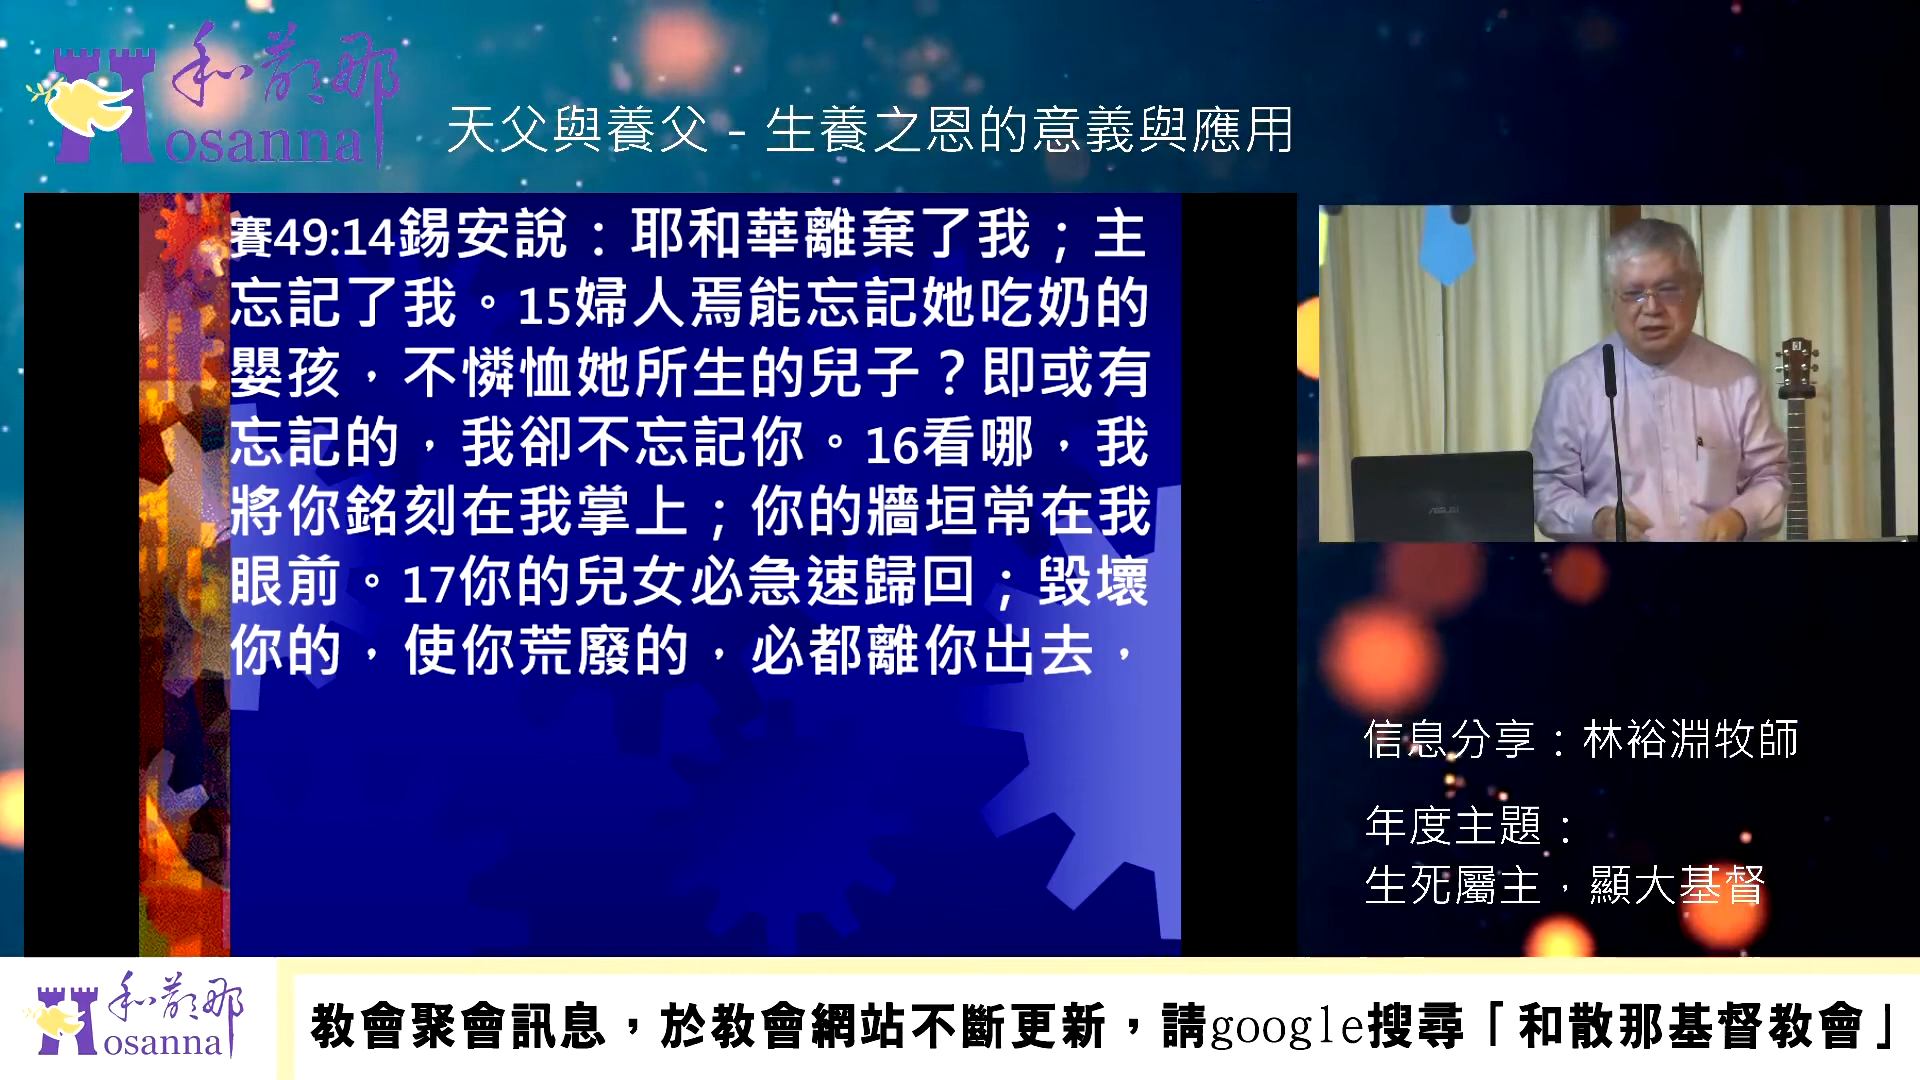 和散那
Hosanna
天父與養父 - 生養之恩的意義與應用
賽49:14錫安說：耶和華離棄了我；主
忘記了我。15婦人焉能忘記她吃奶的
嬰孩，不憐恤她所生的兒子？即或有
忘記的，我卻不忘記你。16看哪，我
將你銘刻在我掌上；你的牆垣常在我
眼前。17你的兒女必急速歸回；毀壞
你的，使你荒廢的，必都離你出去，
ASUS
信息分享：林裕淵牧師
年度主題：
生死屬主，顯大基督
和散那
Hosanna
教會聚會訊息，於教會網站不斷更新，請google搜尋「和散那基督教會」